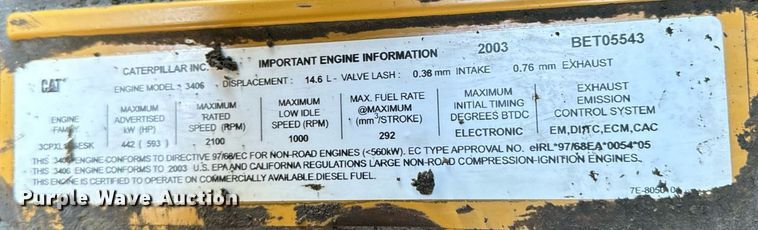 CATERPILLAR INC. IMPORTANT ENGINE INFORMATION 2003 BET05543
CAT
ENGINE MODEL: 3406 DISPLACEMENT: 14.6 L - VALVE LASH: 0.38 mm INTAKE 0.76 mm EXHAUST
ENGINE FAMILY
MAXIMUM ADVERTISED kW (HP)
MAXIMUM RATED SPEED (RPM)
MAXIMUM LOW IDLE SPEED (RPM)
MAX. FUEL RATE @MAXIMUM (mm³/STROKE)
MAXIMUM INITIAL TIMING DEGREES BTDC
EXHAUST EMISSION CONTROL SYSTEM
442 ( 593 ) 2100 1000 292 ELECTRONIC EM,DITC,ECM,CAC
THIS 3406 ENGINE CONFORMS TO DIRECTIVE 97/68/EC FOR NON-ROAD ENGINES (<560kW). EC TYPE APPROVAL NO. eIRL*97/68EA*0054*05
THIS 3406 ENGINE CONFORMS TO 2003 U.S. EPA AND CALIFORNIA REGULATIONS LARGE NON-ROAD COMPRESSION-IGNITION ENGINES.
THIS ENGINE IS CERTIFIED TO OPERATE ON COMMERCIALLY AVAILABLE DIESEL FUEL.
Purple Wave Auction